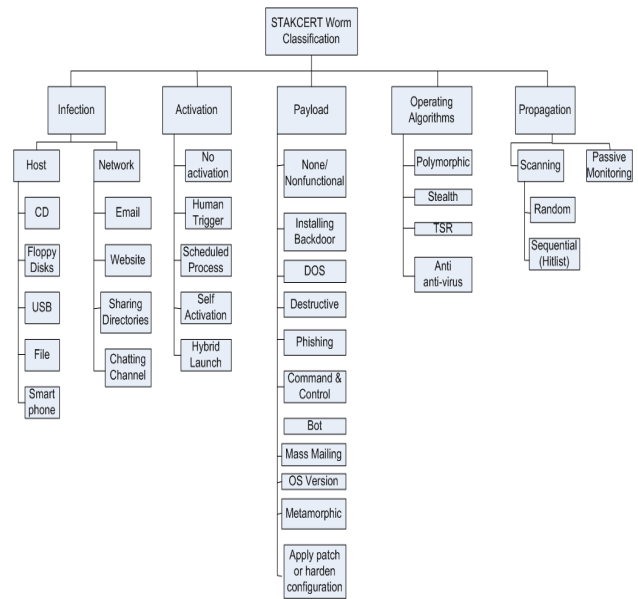 STAKCERT Worm
Classification
Infection
Activation
Payload
Operating
Algorithms
Propagation
Host
Network
CD
Floppy
Disks
USB
File
Smart
phone
Email
Website
Sharing
Directories
Chatting
Channel
No
activation
Human
Trigger
Scheduled
Process
Self
Activation
Hybrid
Launch
None/
Nonfunctional
Installing
Backdoor
DOS
Destructive
Phishing
Command &
Control
Bot
Mass Mailing
OS Version
Metamorphic
Apply patch
or harden
configuration
Polymorphic
Stealth
TSR
Anti
anti-virus
Scanning
Passive
Monitoring
Random
Sequential
(Hitlist)